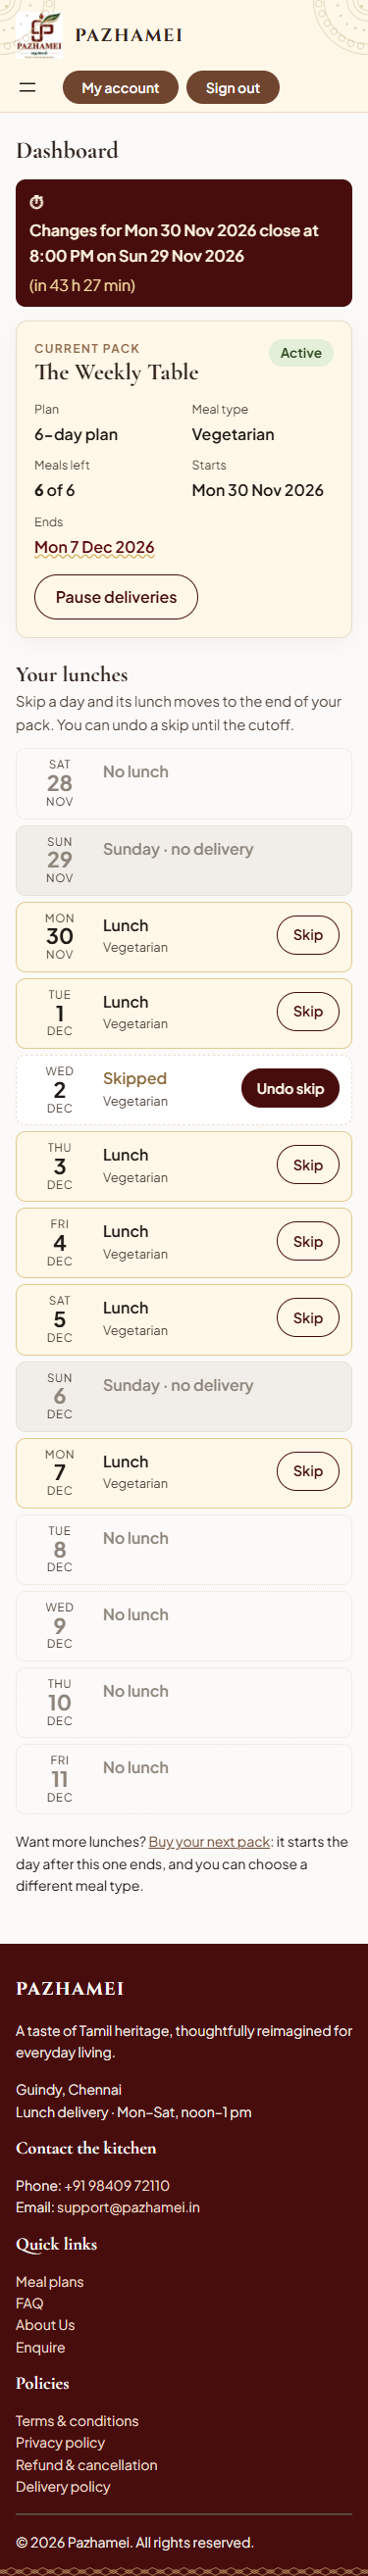 PAZHAMEI
PAZHAMEI
My account
Sign out
Dashboard
Changes for Mon 30 Nov 2026 close at
8:00 PM on Sun 29 Nov 2026
(in 43 h 27 min)
CURRENT PACK
Active
The Weekly Table
Plan
Meal type
6-day plan
Vegetarian
Meals left
Starts
6 of 6
Mon 30 Nov 2026
Ends
Mon 7 Dec 2026
Pause deliveries
Your lunches
Skip a day and its lunch moves to the end of your
pack. You can undo a skip until the cutoff.
SAT
28
NOV
No lunch
SUN
29
NOV
Sunday · no delivery
MON
30
NOV
Lunch
Vegetarian
Skip
TUE
1
DEC
Lunch
Vegetarian
Skip
WED
2
DEC
Skipped
Vegetarian
Undo skip
THU
3
DEC
Lunch
Vegetarian
Skip
FRI
4
DEC
Lunch
Vegetarian
Skip
SAT
5
DEC
Lunch
Vegetarian
Skip
SUN
6
DEC
Sunday · no delivery
MON
7
DEC
Lunch
Vegetarian
Skip
TUE
8
DEC
No lunch
WED
9
DEC
No lunch
THU
10
DEC
No lunch
FRI
11
DEC
No lunch
Want more lunches? Buy your next pack: it starts the
day after this one ends, and you can choose a
different meal type.
PAZHAMEI
A taste of Tamil heritage, thoughtfully reimagined for
everyday living.
Guindy, Chennai
Lunch delivery · Mon–Sat, noon–1 pm
Contact the kitchen
Phone: +91 98409 72110
Email: support@pazhamei.in
Quick links
Meal plans
FAQ
About Us
Enquire
Policies
Terms & conditions
Privacy policy
Refund & cancellation
Delivery policy
© 2026 Pazhamei. All rights reserved.